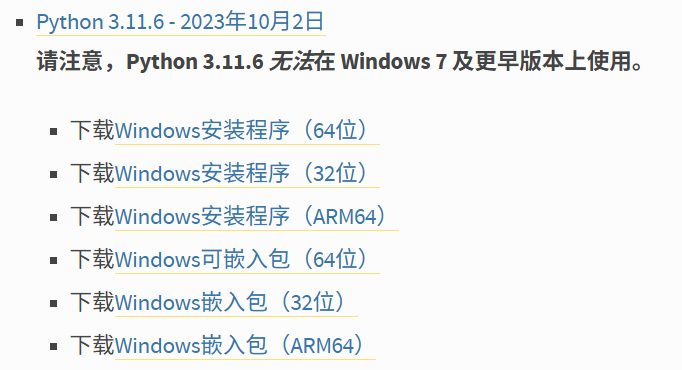 Python 3.11.6 - 2023年10月2日
请注意，Python 3.11.6 无法在 Windows 7 及更早版本上使用。
下载Windows安装程序（64位）
下载Windows安装程序（32位）
下载Windows安装程序（ARM64）
下载Windows可嵌入包（64位）
下载Windows嵌入包（32位）
下载Windows嵌入包（ARM64）